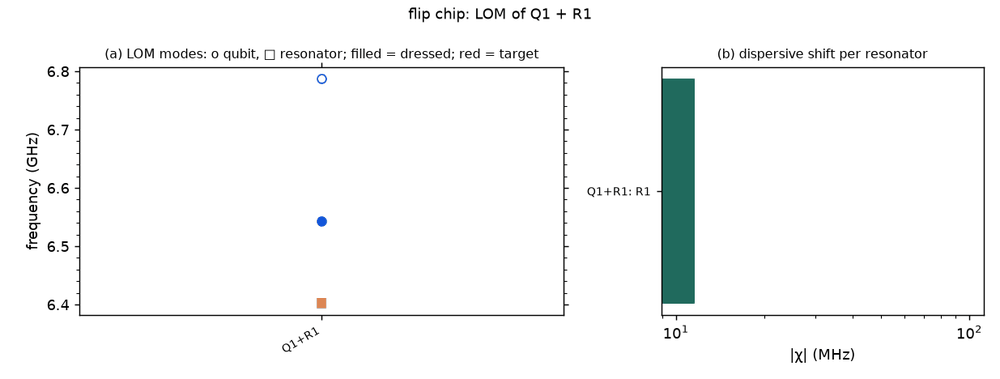 flip chip: LOM of Q1 + R1
(a) LOM modes: o qubit, □ resonator; filled = dressed; red = target
(b) dispersive shift per resonator
6.8
6.7
6.6
6.5
6.4
frequency (GHz)
Q1+R1
Q1+R1: R1
10¹
10²
|χ| (MHz)